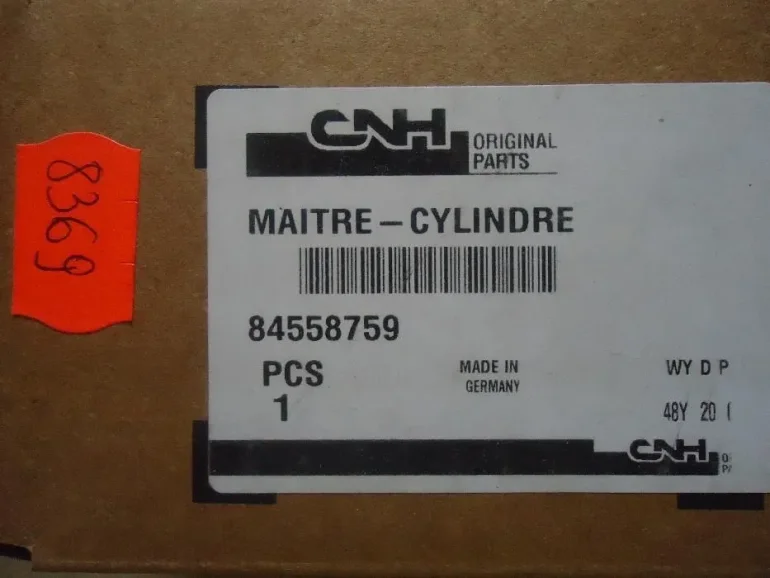 8369
CNH
ORIGINAL
PARTS
MAITRE-CYLINDRE
84558759
PCS
1
MADE IN
GERMANY
WY D P
48Y 20
CNH